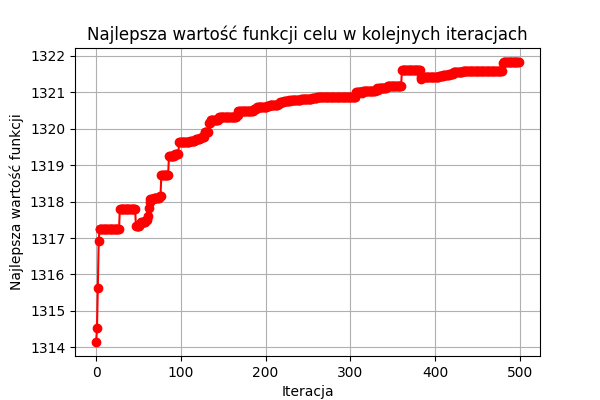 Najlepsza wartość funkcji celu w kolejnych iteracjach
1322
1321
1320
1319
1318
1317
1316
1315
1314
Najlepsza wartość funkcji
0 100 200 300 400 500
Iteracja